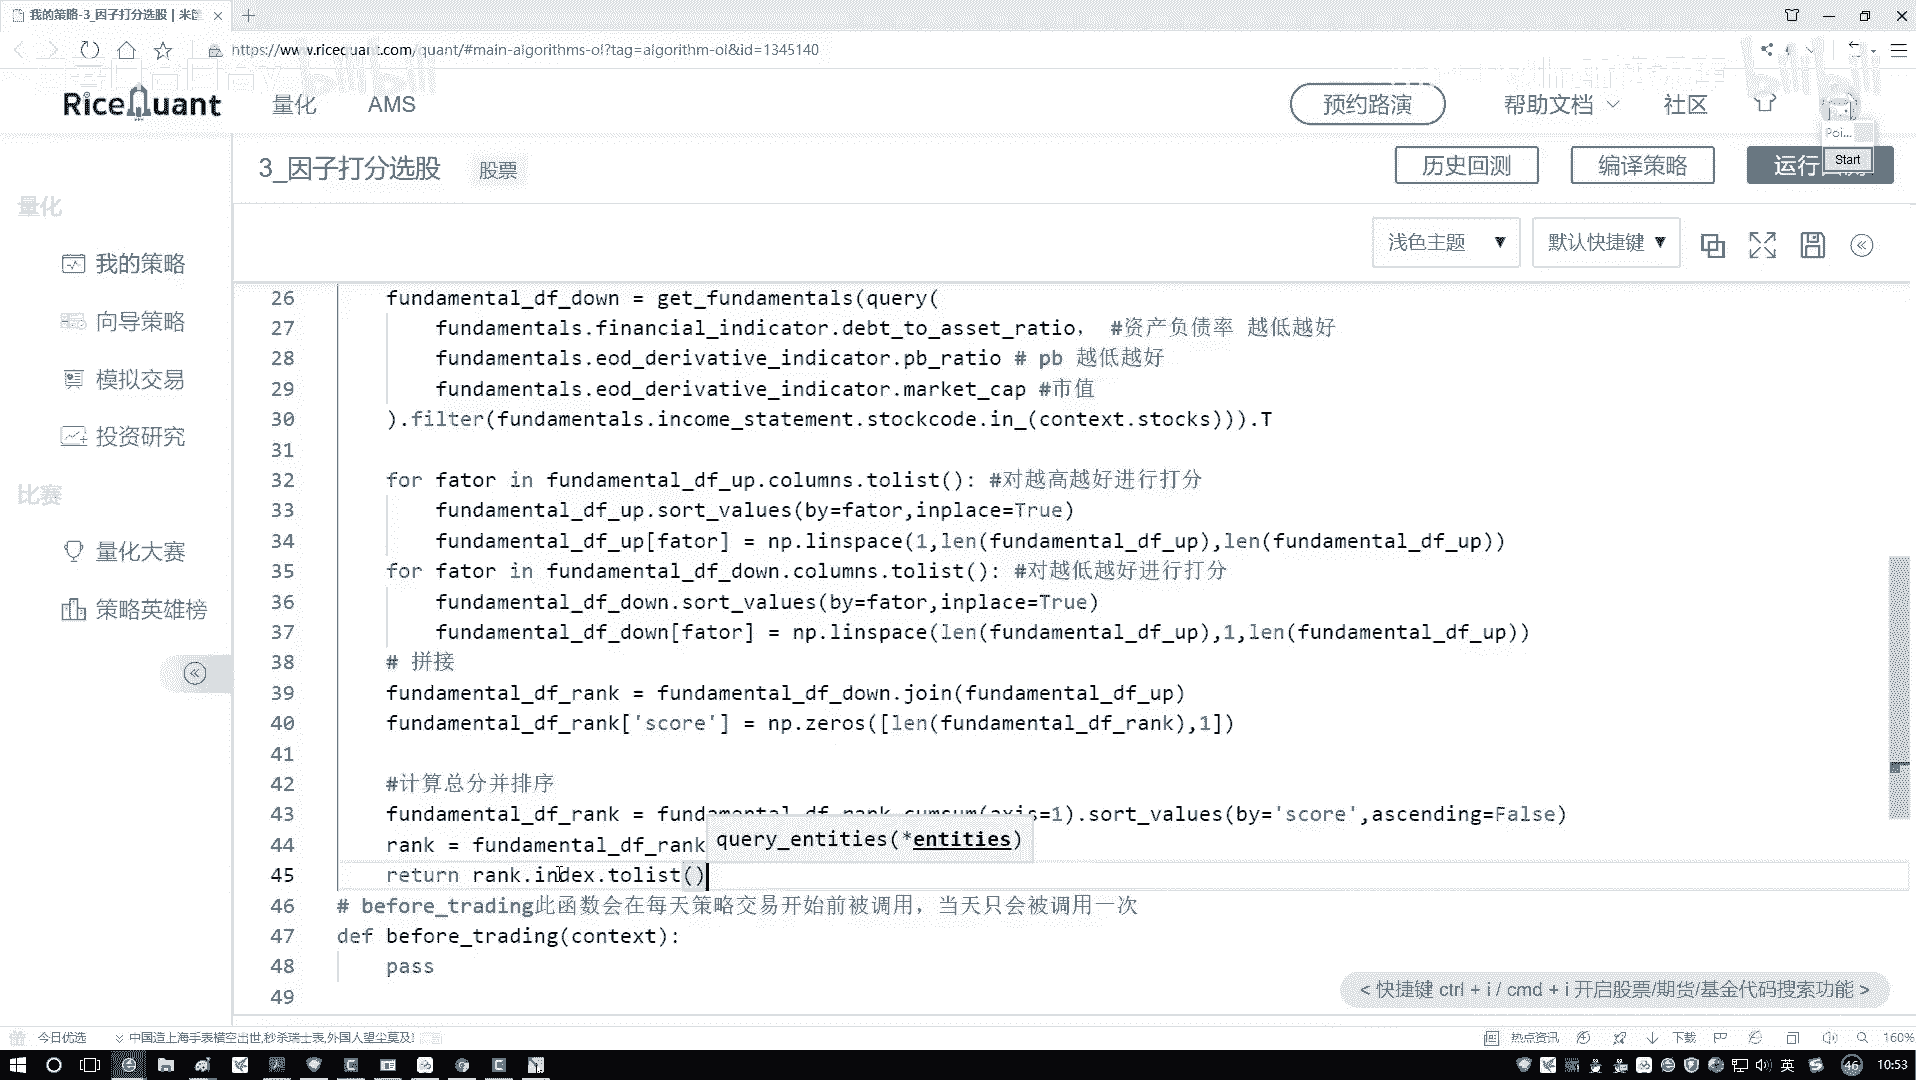 我的策略-3_因子打分选股 | 米
https://www.ricequant.com/quant/#main-algorithms-ol?tag=algorithm-ol&id=1345140
RiceQuant
量化
AMS
预约路演
帮助文档
社区
Poi...
Start
3_因子打分选股
股票
历史回测
编译策略
运行
量化
我的策略
向导策略
模拟交易
投资研究
比赛
量化大赛
策略英雄榜
浅色主题
默认快捷键
26 fundamental_df_down = get_fundamentals(query(
27 fundamentals.financial_indicator.debt_to_asset_ratio， #资产负债率 越低越好
28 fundamentals.eod_derivative_indicator.pb_ratio # pb 越低越好
29 fundamentals.eod_derivative_indicator.market_cap #市值
30 ).filter(fundamentals.income_statement.stockcode.in_(context.stocks))).T
31
32 for fator in fundamental_df_up.columns.tolist(): #对越高越好进行打分
33 fundamental_df_up.sort_values(by=fator,inplace=True)
34 fundamental_df_up[fator] = np.linspace(1,len(fundamental_df_up),len(fundamental_df_up))
35 for fator in fundamental_df_down.columns.tolist(): #对越低越好进行打分
36 fundamental_df_down.sort_values(by=fator,inplace=True)
37 fundamental_df_down[fator] = np.linspace(len(fundamental_df_up),1,len(fundamental_df_up))
38 # 拼接
39 fundamental_df_rank = fundamental_df_down.join(fundamental_df_up)
40 fundamental_df_rank['score'] = np.zeros([len(fundamental_df_rank),1])
41
42 #计算总分并排序
43 fundamental_df_rank = fundamental_df_rank.cumsum(axis=1).sort_values(by='score',ascending=False)
query_entities(*entities)
44 rank = fundamental_df_rank
45 return rank.index.tolist()
46 # before_trading此函数会在每天策略交易开始前被调用，当天只会被调用一次
47 def before_trading(context):
48 pass
49
< 快捷键 ctrl + i / cmd + i 开启股票/期货/基金代码搜索功能 >
今日优选
中国造上海手表横空出世,秒杀瑞士表,外国人望尘莫及!
热点资讯
下载
160%
英
46
10:53